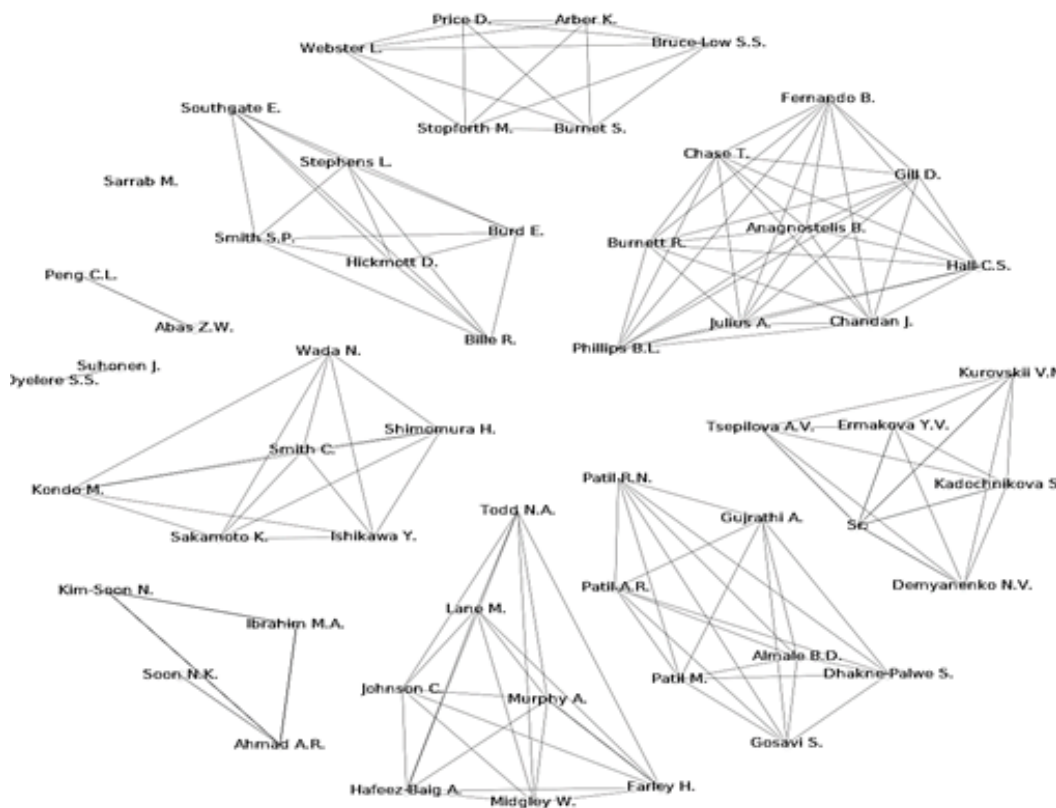 Price D.
Arber K.
Webster L.
Bruce-Low S.S.
Stopforth M.
Burnet S.
Southgate E.
Stephens L.
Sarrab M.
Smith S.P.
Burd E.
Hickmott D.
Bille R.
Fernando B.
Chase T.
Gill D.
Anagnostelis B.
Burnett R.
Hall C.S.
Julius A.
Chandan J.
Phillips B.L.
Peng C.L.
Abas Z.W.
Suhonen J.
Oyelere S.S.
Wada N.
Shimomura H.
Smith C.
Kondo M.
Sakamoto K.
Ishikawa Y.
Kurovskii V.N
Tsepilova A.V.
Ermakova Y.V.
Kadochnikova S
Sr.
Demyanenko N.V.
Patil R.N.
Gujrathi A.
Patil A.R.
Almale B.D.
Patil M.
Dhakne-Palwe S.
Gosavi S.
Todd N.A.
Lane M.
Johnson C.
Murphy A.
Hafeez-Baig A.
Midgley W.
Farley H.
Kim-Soon N.
Ibrahim M.A.
Soon N.K.
Ahmad A.R.